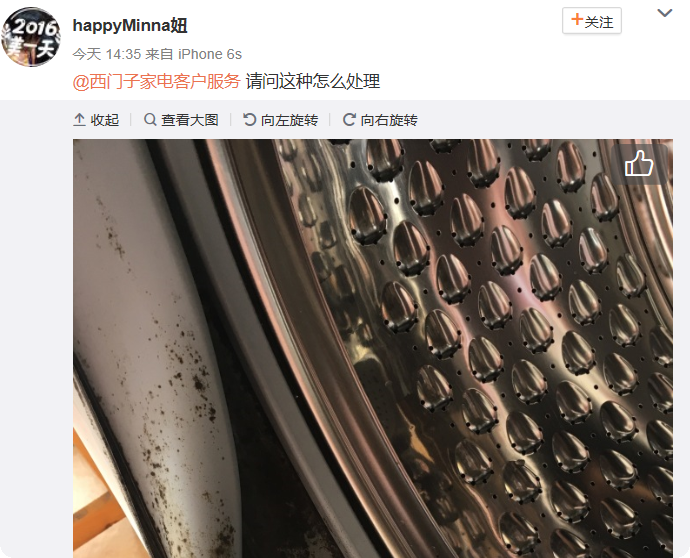 2016
美一天
happyMinna妞
+关注
今天 14:35 来自 iPhone 6s
@西门子家电客户服务 请问这种怎么处理
收起 查看大图 向左旋转 向右旋转